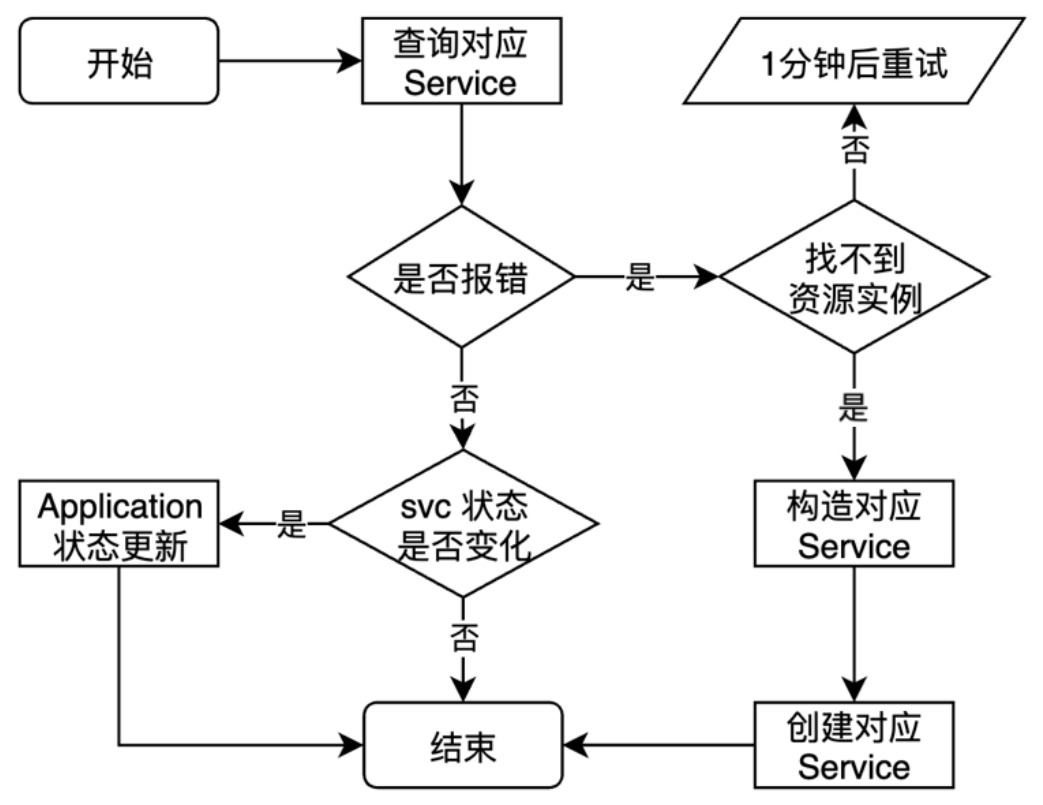 开始
查询对应
Service
1分钟后重试
否
是否报错
是
找不到
资源实例
否
是
Application
状态更新
是
svc 状态
是否变化
构造对应
Service
否
结束
创建对应
Service